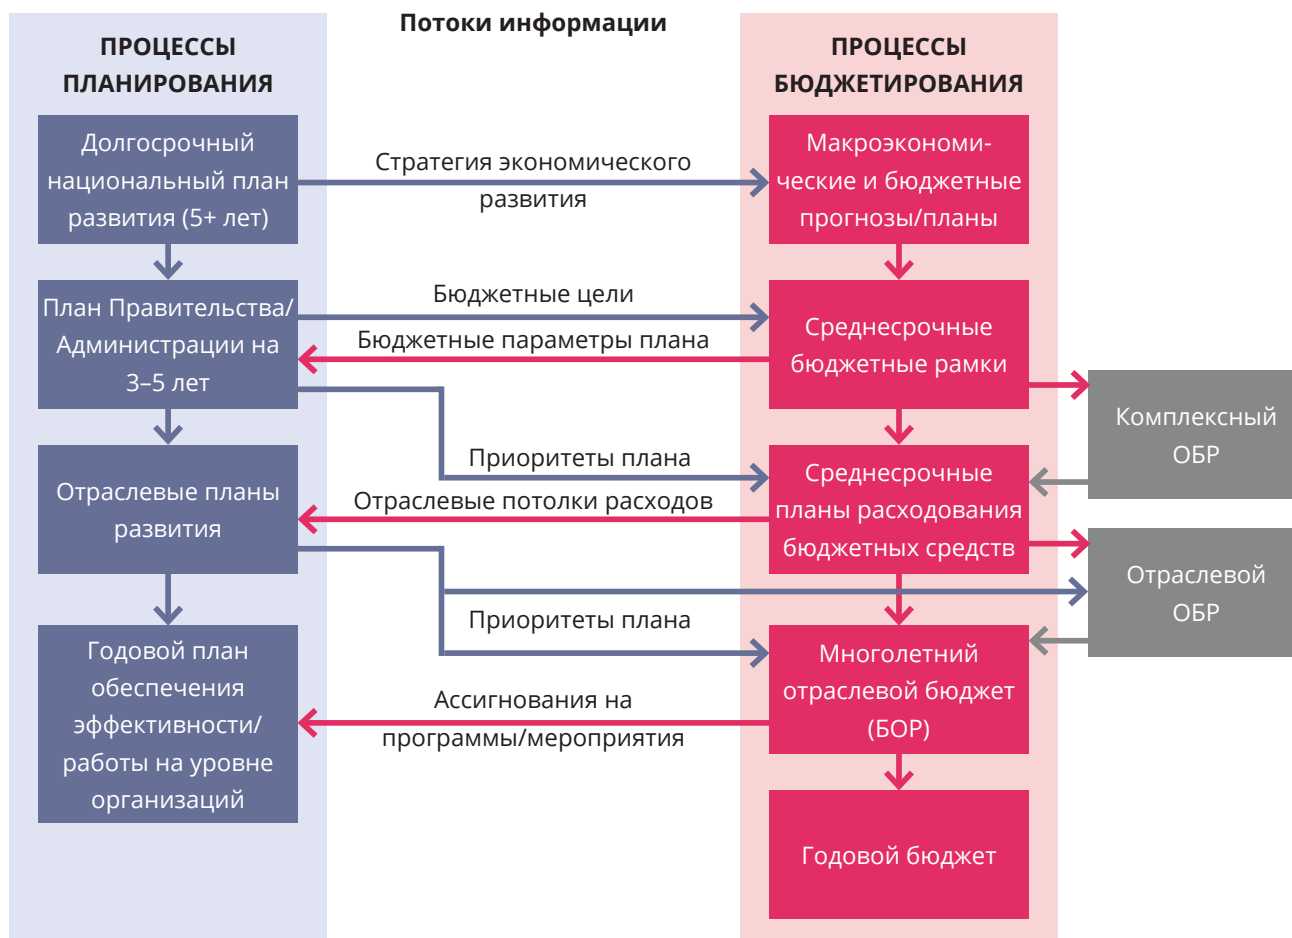 Потоки информации
ПРОЦЕССЫ
ПЛАНИРОВАНИЯ
Долгосрочный
национальный план
развития (5+ лет)
План Правительства/
Администрации на
3–5 лет
Отраслевые планы
развития
Годовой план
обеспечения
эффективности/
работы на уровне
организаций
Стратегия экономического
развития
Бюджетные цели
Бюджетные параметры плана
Приоритеты плана
Отраслевые потолки расходов
Приоритеты плана
Ассигнования на
программы/мероприятия
ПРОЦЕССЫ
БЮДЖЕТИРОВАНИЯ
Макроэкономи-
ческие и бюджетные
прогнозы/планы
Среднесрочные
бюджетные рамки
Среднесрочные
планы расходования
бюджетных средств
Многолетний
отраслевой бюджет
(БОР)
Годовой бюджет
Комплексный
ОБР
Отраслевой
ОБР